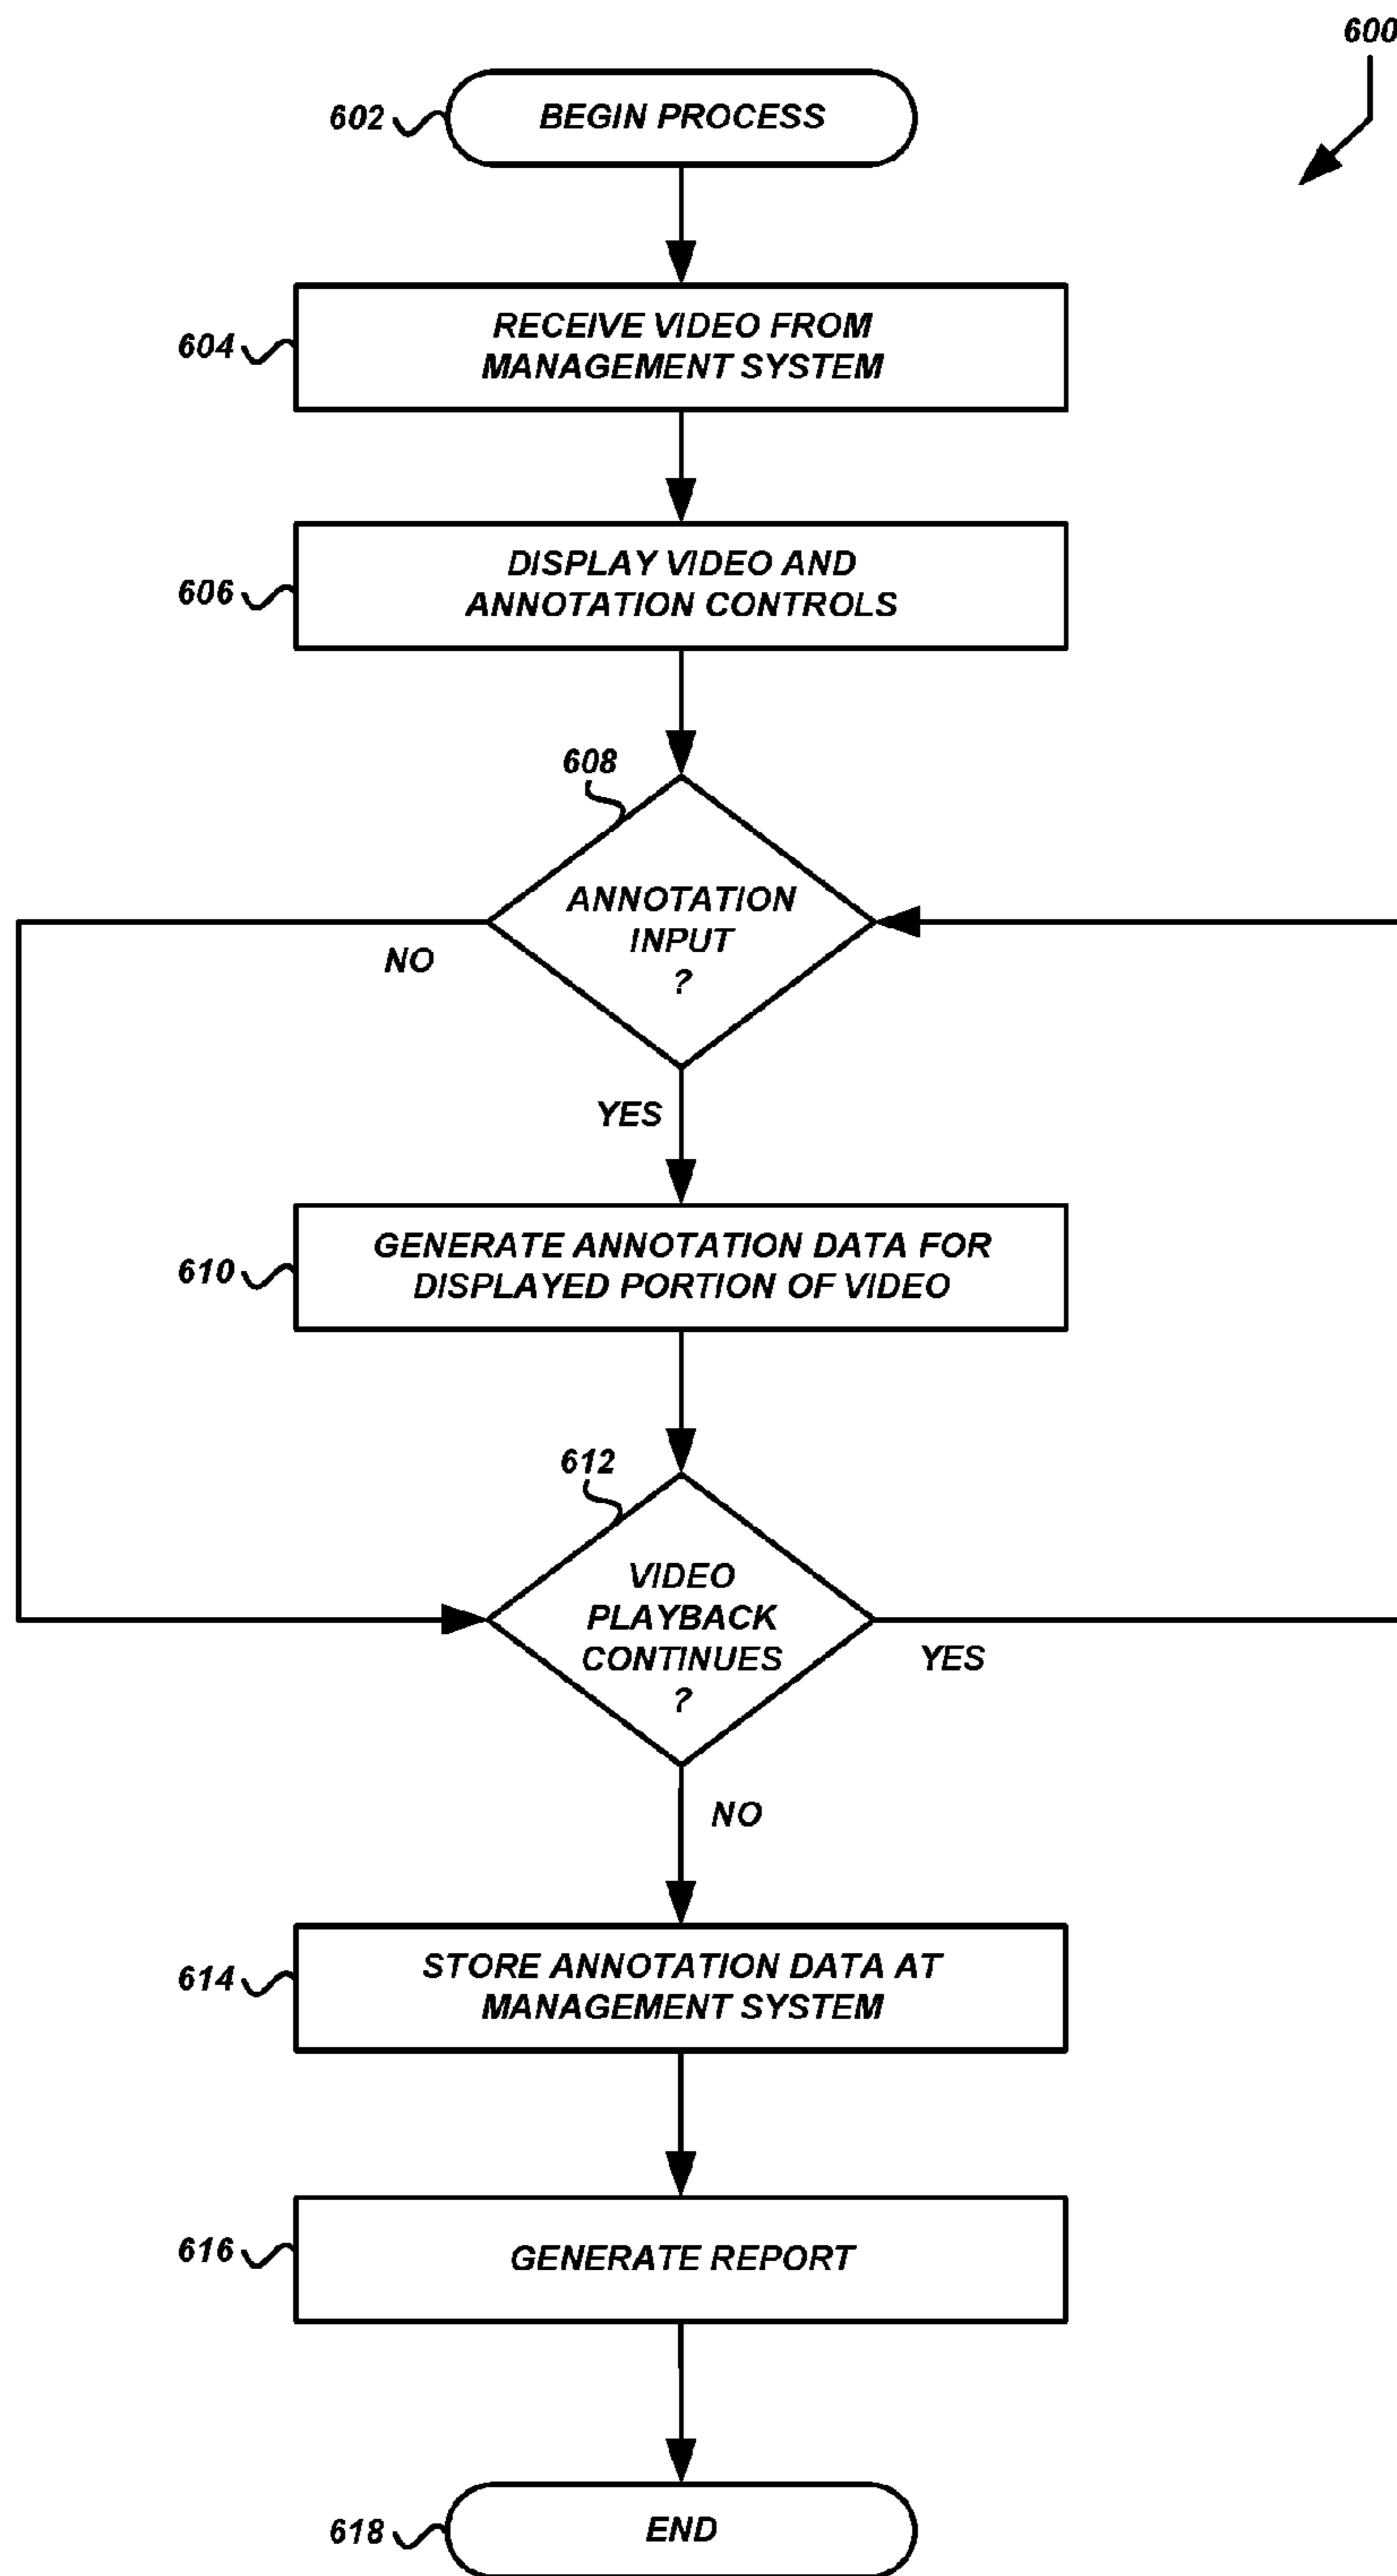 600
602
BEGIN PROCESS
604
RECEIVE VIDEO FROM
MANAGEMENT SYSTEM
606
DISPLAY VIDEO AND
ANNOTATION CONTROLS
608
ANNOTATION
INPUT
?
NO
YES
610
GENERATE ANNOTATION DATA FOR
DISPLAYED PORTION OF VIDEO
612
VIDEO
PLAYBACK
CONTINUES
?
YES
NO
614
STORE ANNOTATION DATA AT
MANAGEMENT SYSTEM
616
GENERATE REPORT
618
END